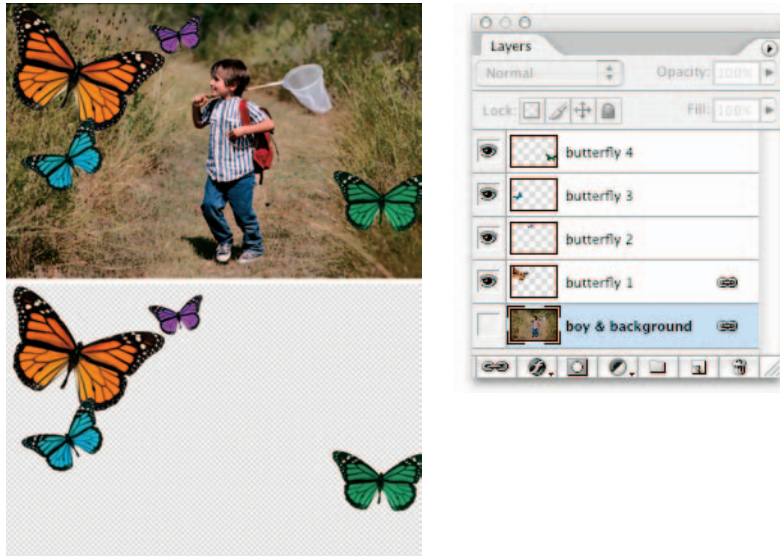 Layers
Normal
Opacity: 100%
Lock:
Fill: 100%
butterfly 4
butterfly 3
butterfly 2
butterfly 1
boy & background